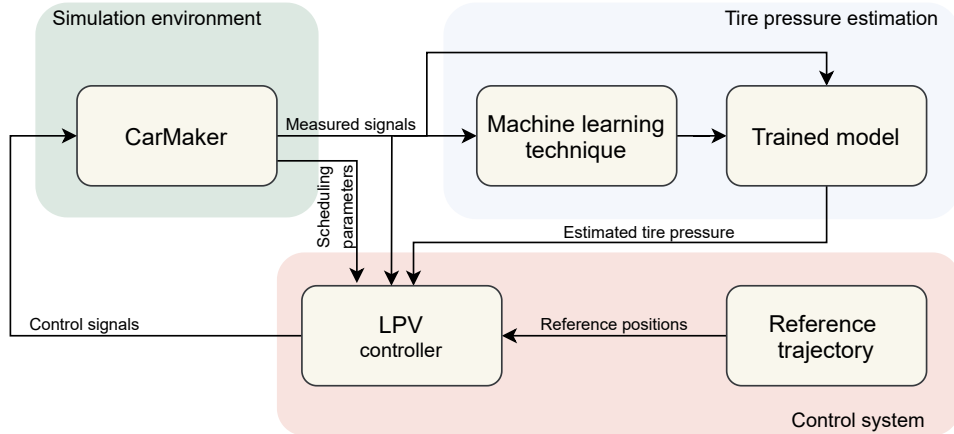 Simulation environment
Tire pressure estimation
CarMaker
Measured signals
Machine learning
technique
Trained model
Scheduling
parameters
Estimated tire pressure
Control signals
LPV
controller
Reference positions
Reference
trajectory
Control system